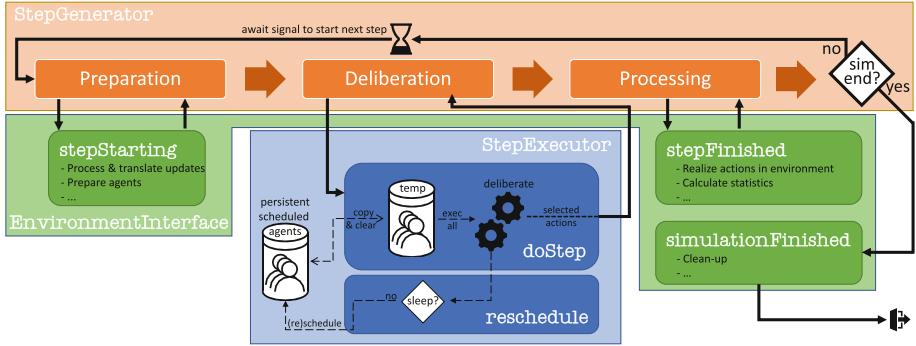 StepGenerator
await signal to start next step
no
Preparation
Deliberation
Processing
sim
end?
yes
stepStarting
- Process & translate updates
- Prepare agents
- ...
EnvironmentInterface
StepExecutor
persistent
scheduled
agents
temp
deliberate
copy
& clear
exec
all
selected
actions
doStep
no
sleep?
(re)schedule
reschedule
stepFinished
- Realize actions in environment
- Calculate statistics
- ...
simulationFinished
- Clean-up
- ...